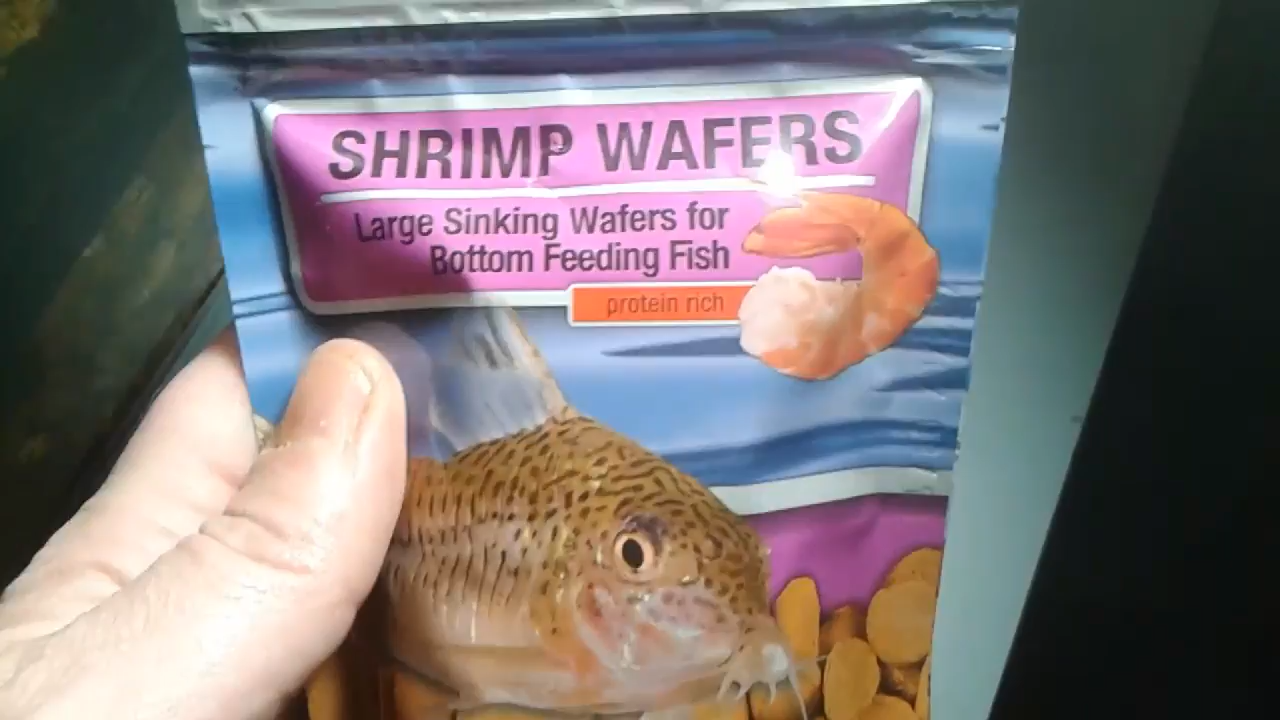 SHRIMP WAFERS
Large Sinking Wafers for
Bottom Feeding Fish
protein rich